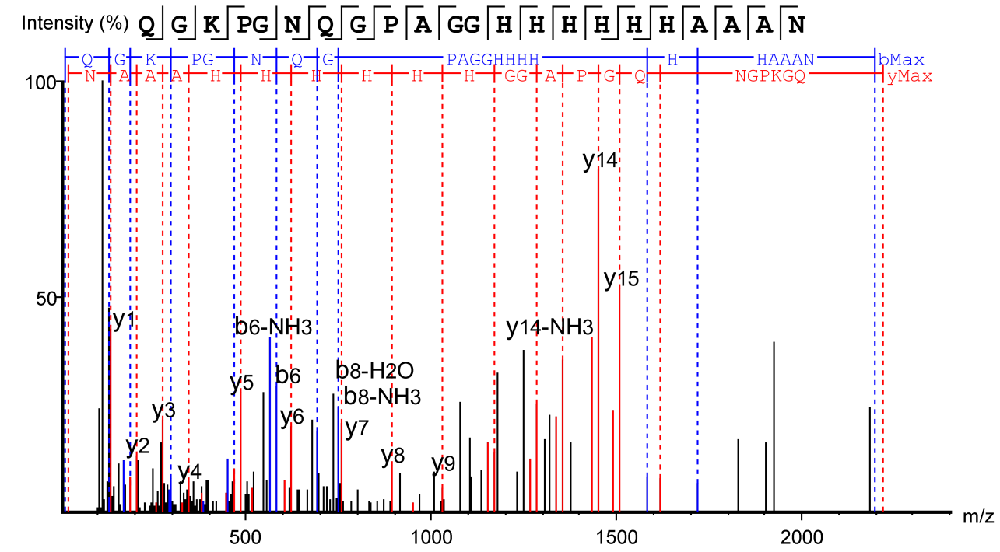 Intensity (%) Q G K P G N Q G P A G G H H H H H H A A A N
Q G K PG N Q G PAGGHHHH H HAAAN bMax
N A A A H H H H H H GG A P G Q NGPKGQ yMax
100
y14
y15
50
y1 b6-NH3 y14-NH3
b8-H2O
y5 b6
b8-NH3
y3 y6
y7
y2 y8
y4 y9
500 1000 1500 2000 m/z